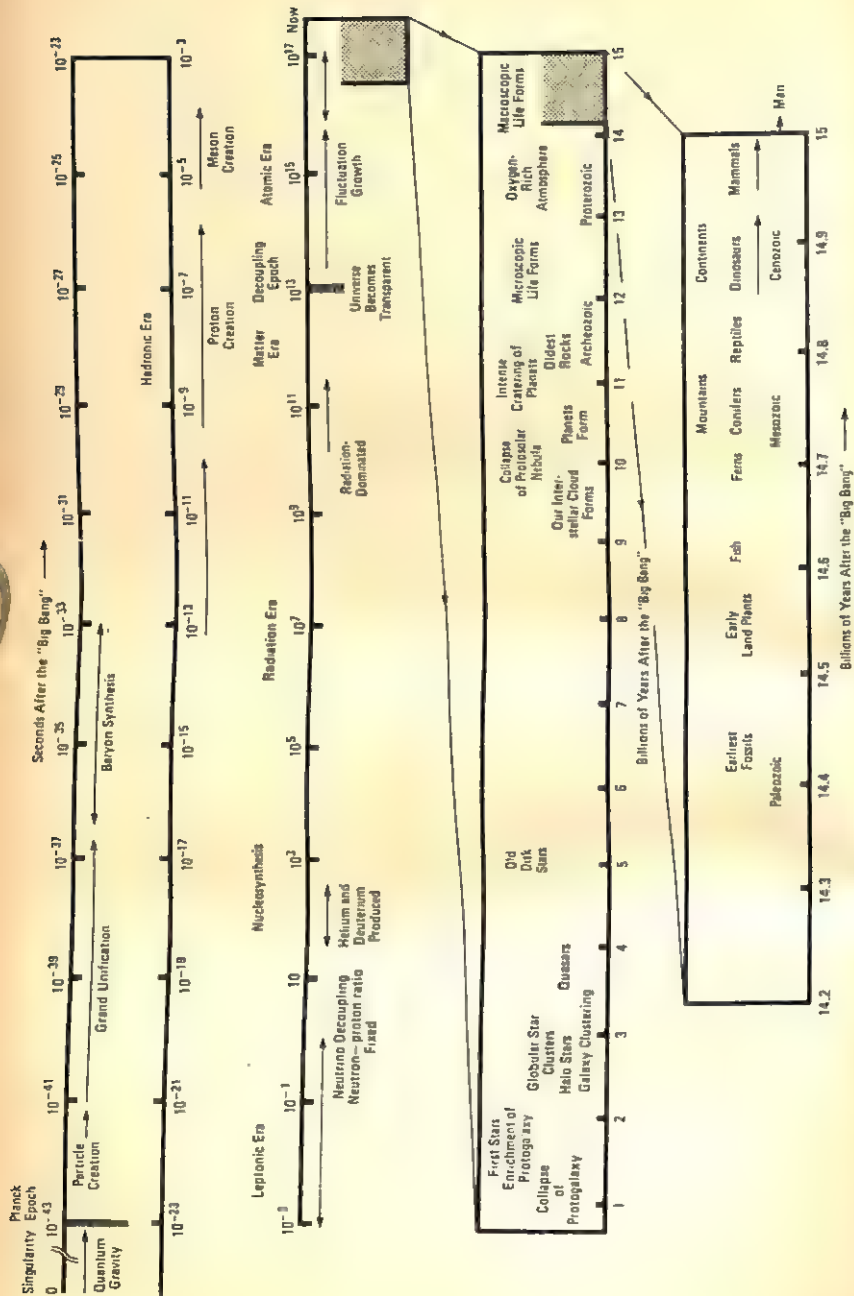 Seconds After the "Big Bang"
Singularity
Planck
Epoch
0
10-43
10-41
10-39
10-37
10-35
10-33
10-31
10-29
10-27
10-25
10-23
Quantum
Gravity
Particle
Creation
Grand Unification
Baryon Synthesis
Hadronic Era
10-23
10-21
10-19
10-17
10-15
10-13
10-11
10-9
10-7
10-5
10-3
Proton
Creation
Meson
Creation
Leptonic Era
Nucleosynthesis
Radiation Era
Matter
Era
Decoupling
Epoch
Atomic Era
10-1
10
103
105
107
109
1011
1013
1015
1017
Now
Neutrino Decoupling
Neutron-proton ratio
Fixed
Helium and
Deuterium
Produced
Radiation-
Dominated
Universe
Becomes
Transparent
Fluctuation
Growth
First Stars
Enrichment of
Protogalaxy
Collapse
of
Protogalaxy
Globular Star
Clusters
Halo Stars
Galaxy Clustering
Quasars
Old
Disk
Stars
Our Inter-
stellar Cloud
Forms
Collapse
of Protosolar
Nebula
Planets
Form
Intense
Cratering of
Planets
Oldest
Rocks
Archeozoic
Microscopic
Life Forms
Oxygen-
Rich
Atmosphere
Proterozoic
Macroscopic
Life Forms
1
2
3
4
5
6
7
8
9
10
11
12
13
14
15
Billions of Years After the "Big Bang"
Earliest
Fossils
Paleozoic
Early
Land Plants
Fish
Ferns
Mountains
Conifers
Mesozoic
Reptiles
Continents
Dinosaurs
Cenozoic
Mammals
Man
14.2
14.3
14.4
14.5
14.6
14.7
14.8
14.9
15
Billions of Years After the "Big Bang"